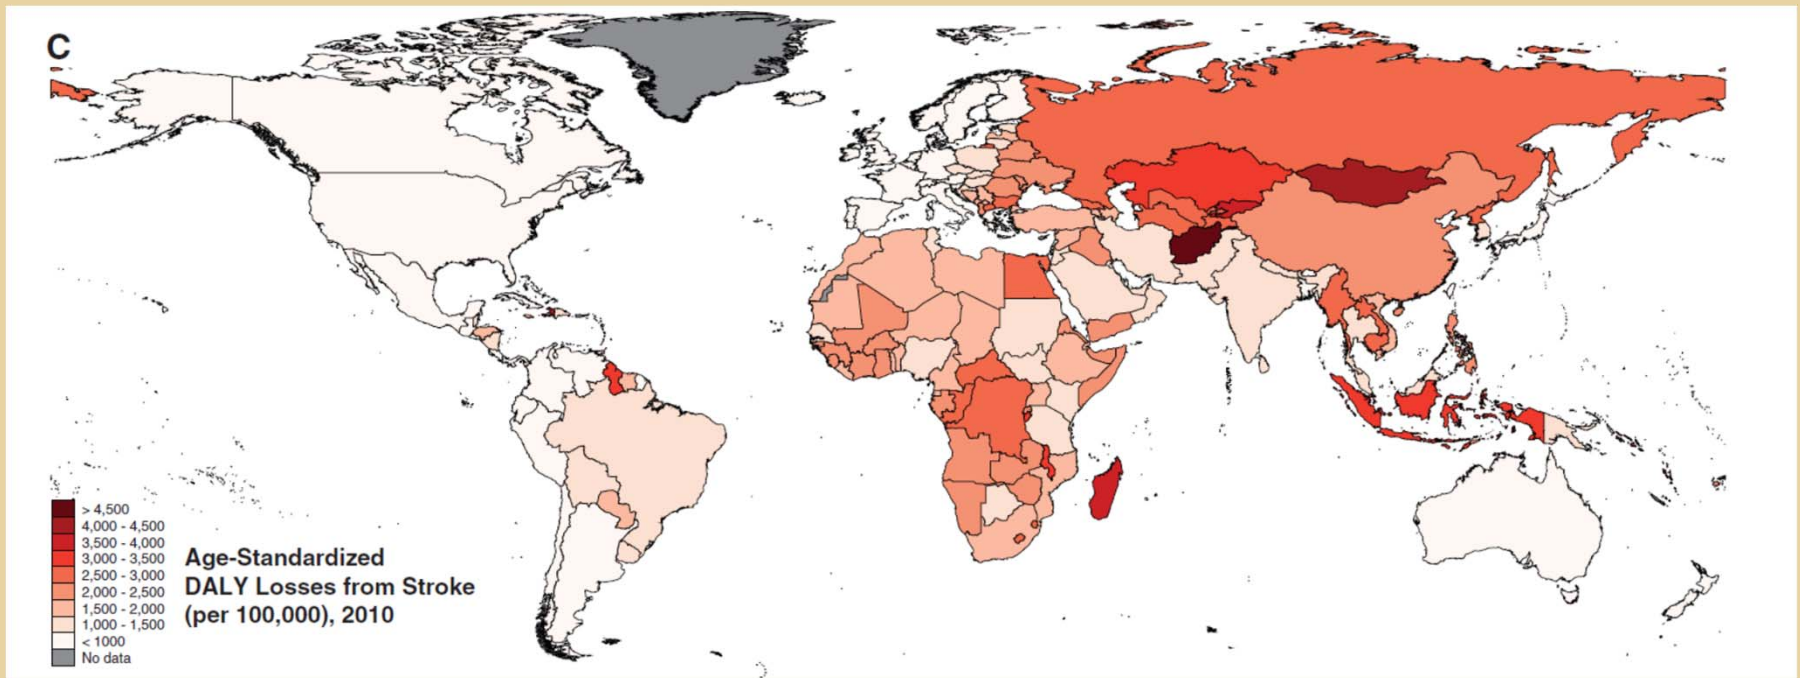 C
> 4,500
4,000 - 4,500
3,500 - 4,000
3,000 - 3,500
2,500 - 3,000
2,000 - 2,500
1,500 - 2,000
1,000 - 1,500
< 1000
No data
Age-Standardized
DALY Losses from Stroke
(per 100,000), 2010